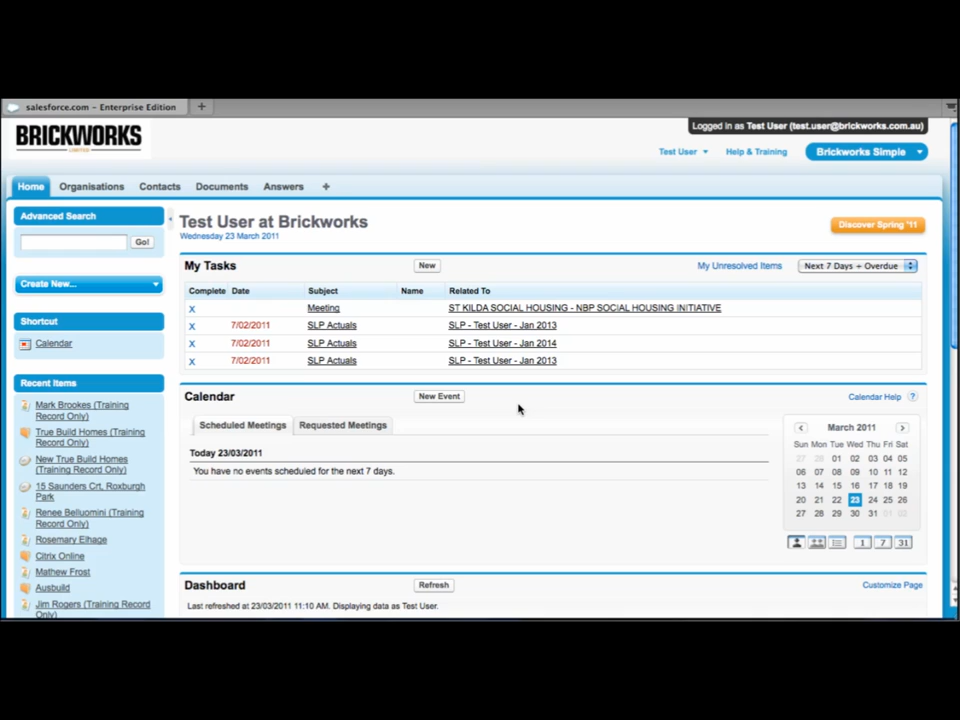 salesforce.com – Enterprise Edition +
BRICKWORKS
LIMITED
Logged in as Test User (test.user@brickworks.com.au)
Test User Help & Training Brickworks Simple
Home Organisations Contacts Documents Answers +
Advanced Search
Go!
Create New...
Shortcut
Calendar
Recent Items
Mark Brookes (Training
Record Only)
True Build Homes (Training
Record Only)
New True Build Homes
(Training Record Only)
15 Saunders Crt, Roxburgh
Park
Renee Belluomini (Training
Record Only)
Rosemary Elhage
Citrix Online
Mathew Frost
Ausbuild
Jim Rogers (Training Record
Only)
Test User at Brickworks
Wednesday 23 March 2011
Discover Spring '11
My Tasks New My Unresolved Items Next 7 Days + Overdue
Complete Date Subject Name Related To
X Meeting ST KILDA SOCIAL HOUSING - NBP SOCIAL HOUSING INITIATIVE
X 7/02/2011 SLP Actuals SLP - Test User - Jan 2013
X 7/02/2011 SLP Actuals SLP - Test User - Jan 2014
X 7/02/2011 SLP Actuals SLP - Test User - Jan 2013
Calendar New Event Calendar Help ?
Scheduled Meetings Requested Meetings
Today 23/03/2011
You have no events scheduled for the next 7 days.
March 2011
Sun Mon Tue Wed Thu Fri Sat
27 28 01 02 03 04 05
06 07 08 09 10 11 12
13 14 15 16 17 18 19
20 21 22 23 24 25 26
27 28 29 30 31 01 02
1 7 31
Dashboard Refresh Customize Page
Last refreshed at 23/03/2011 11:10 AM. Displaying data as Test User.